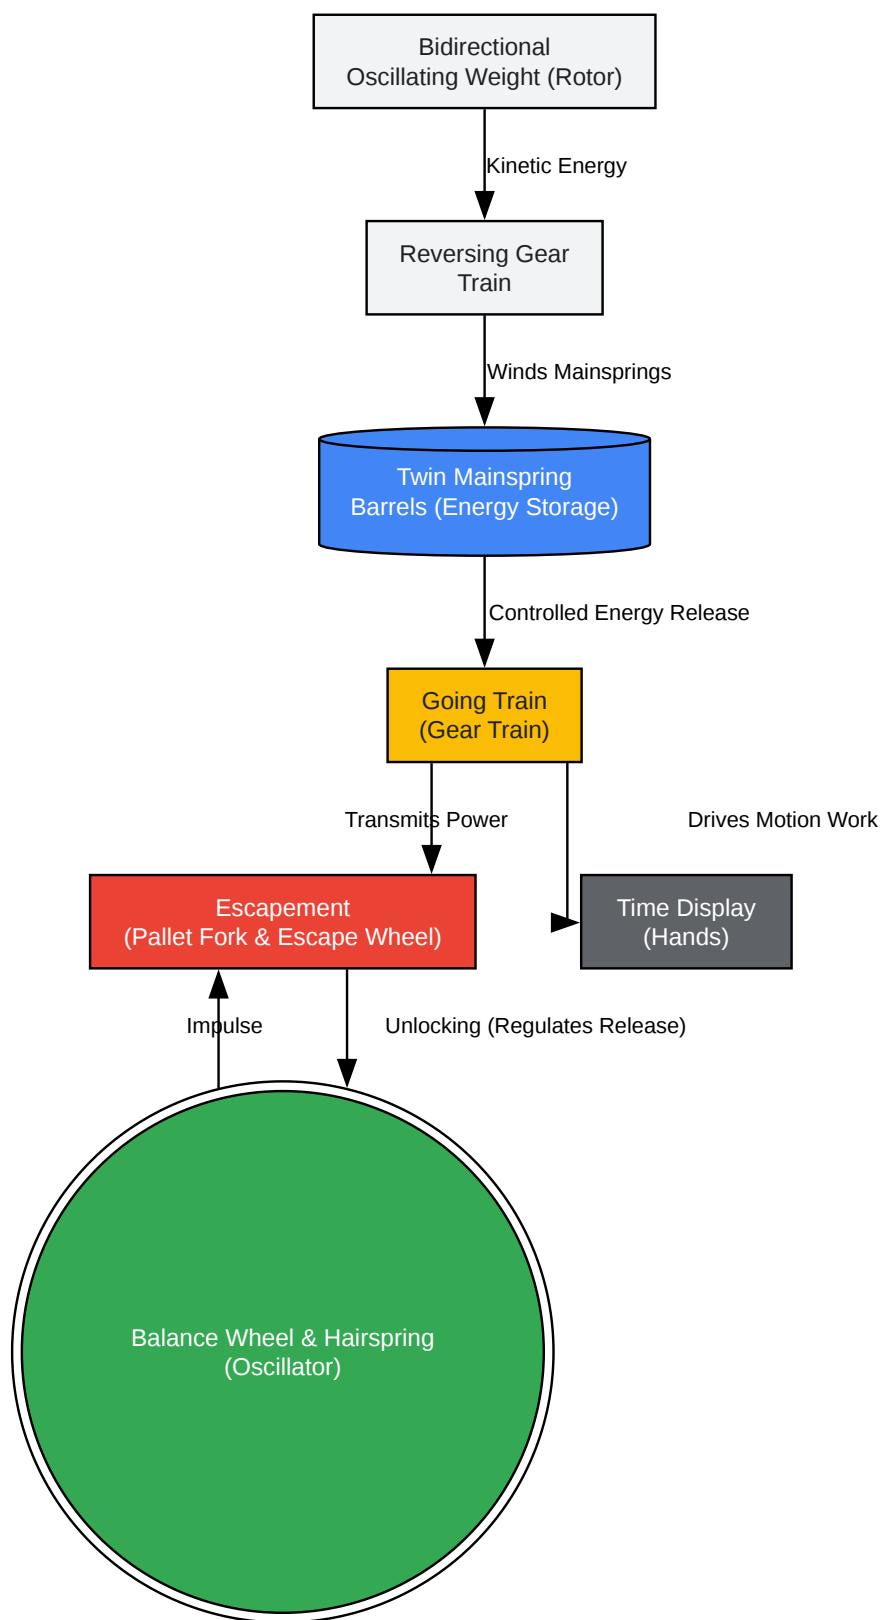 Bidirectional
Oscillating Weight (Rotor)
Kinetic Energy
Reversing Gear
Train
Winds Mainsprings
Twin Mainspring
Barrels (Energy Storage)
Controlled Energy Release
Going Train
(Gear Train)
Transmits Power
Drives Motion Work
Escapement
(Pallet Fork & Escape Wheel)
Time Display
(Hands)
Impulse
Unlocking (Regulates Release)
Balance Wheel & Hairspring
(Oscillator)